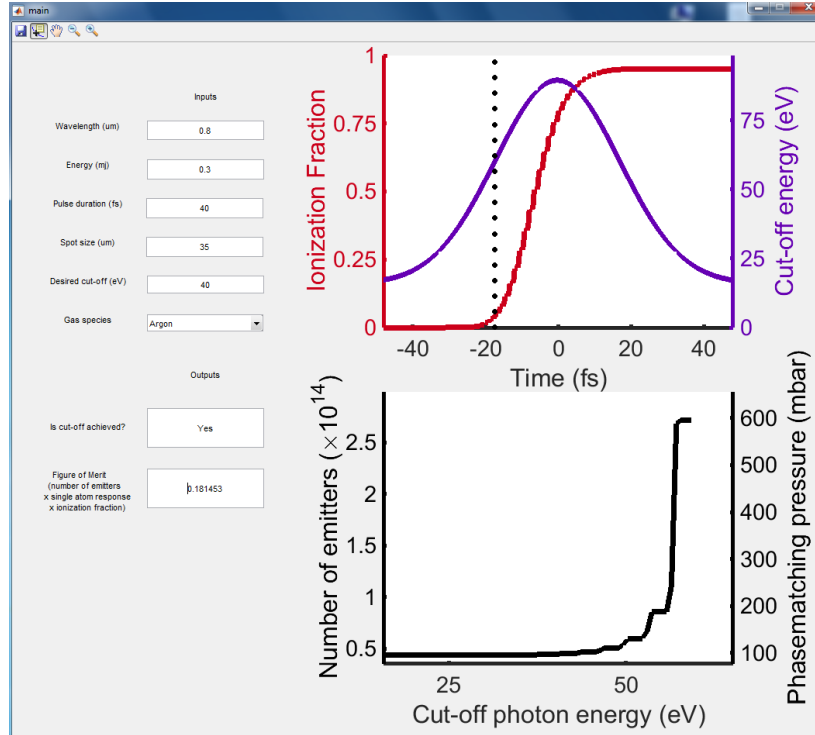 main
Inputs
Wavelength (um)
0.8
Energy (mj)
0.3
Pulse duration (fs)
40
Spot size (um)
35
Desired cut-off (eV)
40
Gas species
Argon
Outputs
Is cut-off achieved?
Yes
Figure of Merit
(number of emitters
x single atom response
x ionization fraction)
0.181453
1
0.75
0.5
0.25
0
Ionization Fraction
75
50
25
0
Cut-off energy (eV)
-40
-20
0
20
40
Time (fs)
2.5
2
1.5
1
0.5
Number of emitters (×10^14)
600
500
400
300
200
100
Phasematching pressure (mbar)
25
50
Cut-off photon energy (eV)